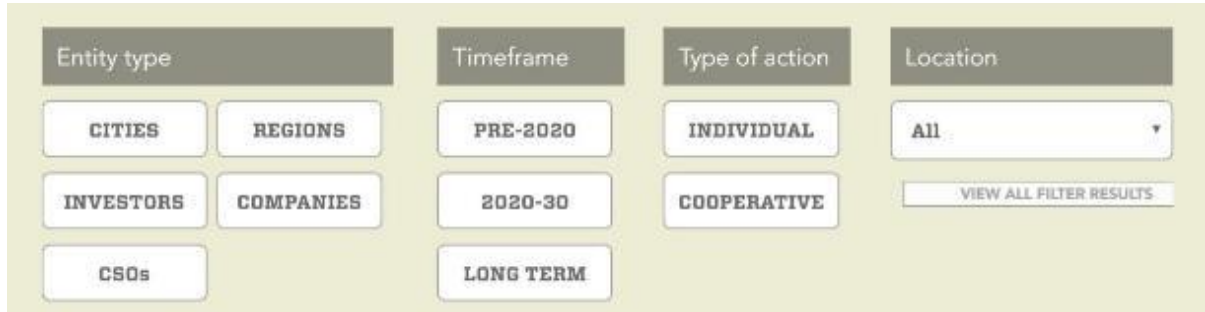 Entity type
Timeframe
Type of action
Location
CITIES
REGIONS
PRE-2020
INDIVIDUAL
All
INVESTORS
COMPANIES
2020-30
COOPERATIVE
VIEW ALL FILTER RESULTS
CSOs
LONG TERM